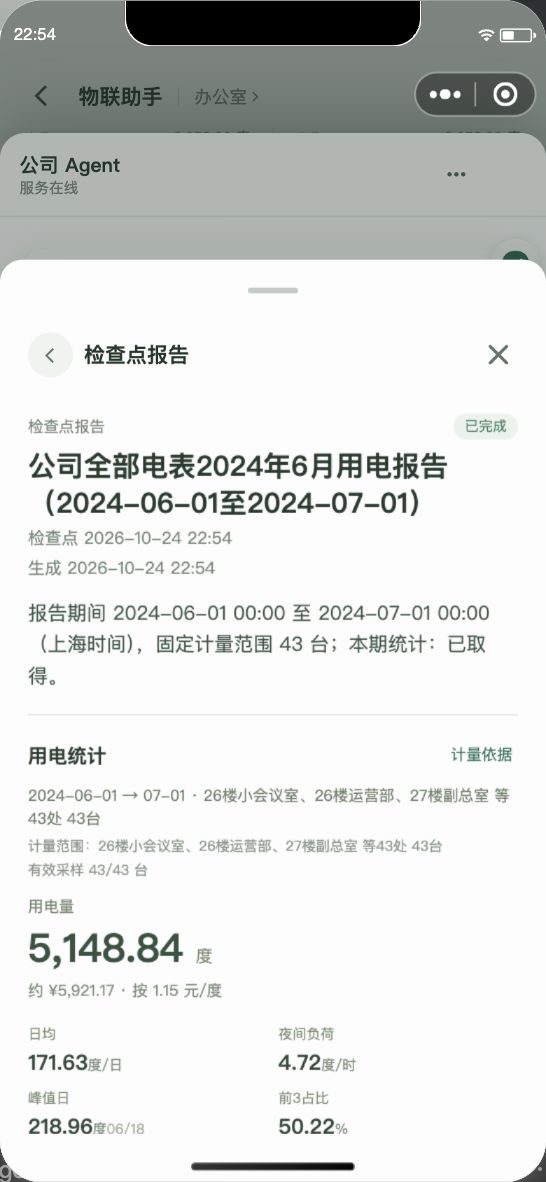 22:54
物联助手
办公室 >
公司 Agent
服务在线
检查点报告
检查点报告
已完成
公司全部电表2024年6月用电报告
（2024-06-01至2024-07-01）
检查点 2026-10-24 22:54
生成 2026-10-24 22:54
报告期间 2024-06-01 00:00 至 2024-07-01 00:00
（上海时间），固定计量范围 43 台；本期统计：已取
得。
用电统计
计量依据
2024-06-01 → 07-01 · 26楼小会议室、26楼运营部、27楼副总室 等
43处 43台
计量范围：26楼小会议室、26楼运营部、27楼副总室 等43处 43台
有效采样 43/43 台
用电量
5,148.84 度
约 ¥5,921.17 · 按 1.15 元/度
日均
夜间负荷
171.63度/日
4.72度/时
峰值日
前3占比
218.96度06/18
50.22%